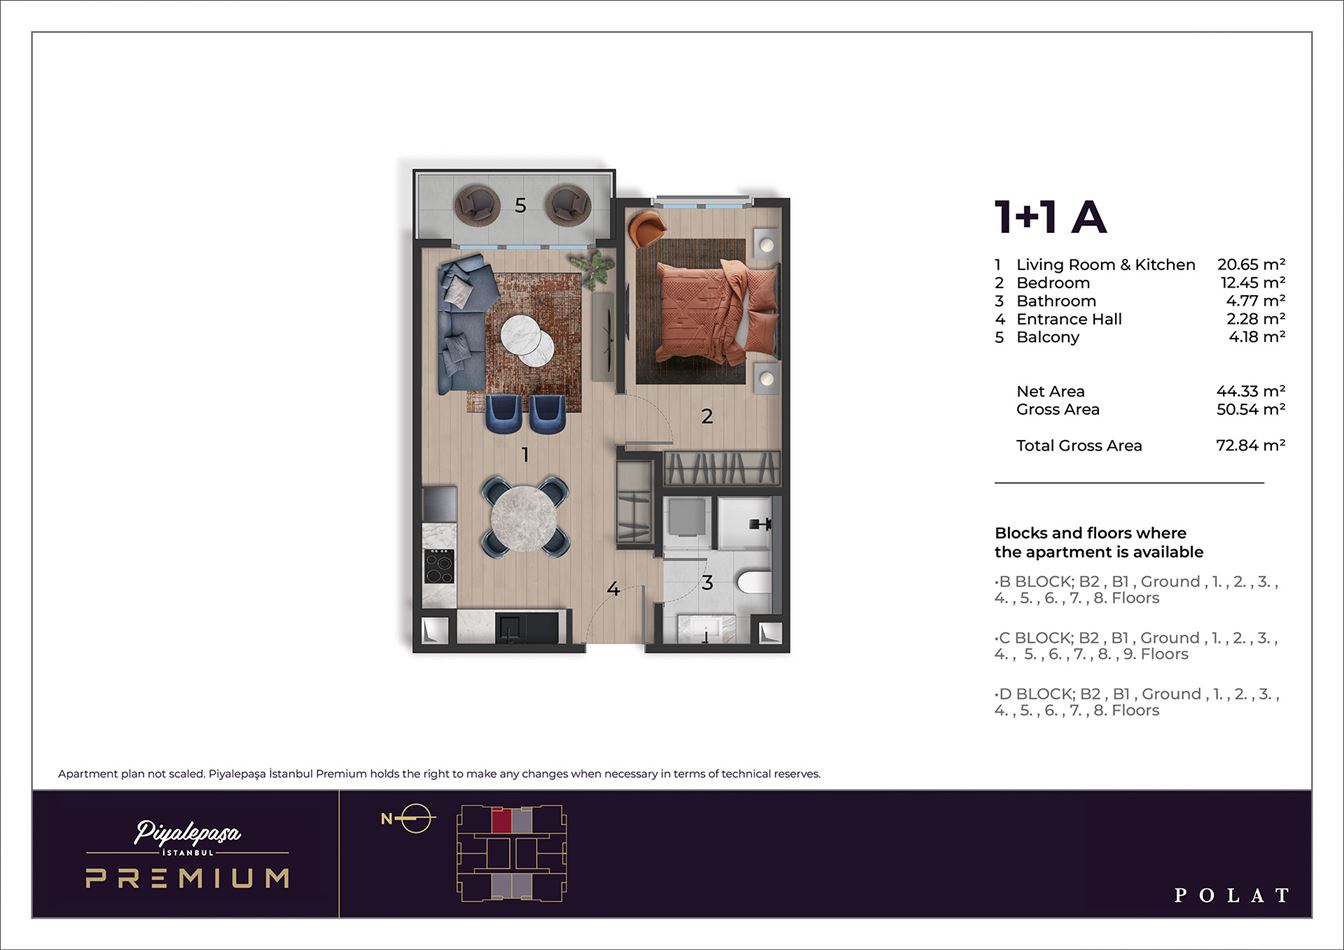 1+1 A
1 Living Room & Kitchen 20.65 m²
2 Bedroom 12.45 m²
3 Bathroom 4.77 m²
4 Entrance Hall 2.28 m²
5 Balcony 4.18 m²
Net Area 44.33 m²
Gross Area 50.54 m²
Total Gross Area 72.84 m²
Blocks and floors where
the apartment is available
•B BLOCK; B2 , B1 , Ground , 1. , 2. , 3. ,
4. , 5. , 6. , 7. , 8. Floors
•C BLOCK; B2 , B1 , Ground , 1. , 2. , 3. ,
4. , 5. , 6. , 7. , 8. , 9. Floors
•D BLOCK; B2 , B1 , Ground , 1. , 2. , 3. ,
4. , 5. , 6. , 7. , 8. Floors
5
2
1
4
3
Apartment plan not scaled. Piyalepaşa İstanbul Premium holds the right to make any changes when necessary in terms of technical reserves.
Piyalepaşa
İSTANBUL
PREMIUM
N
POLAT